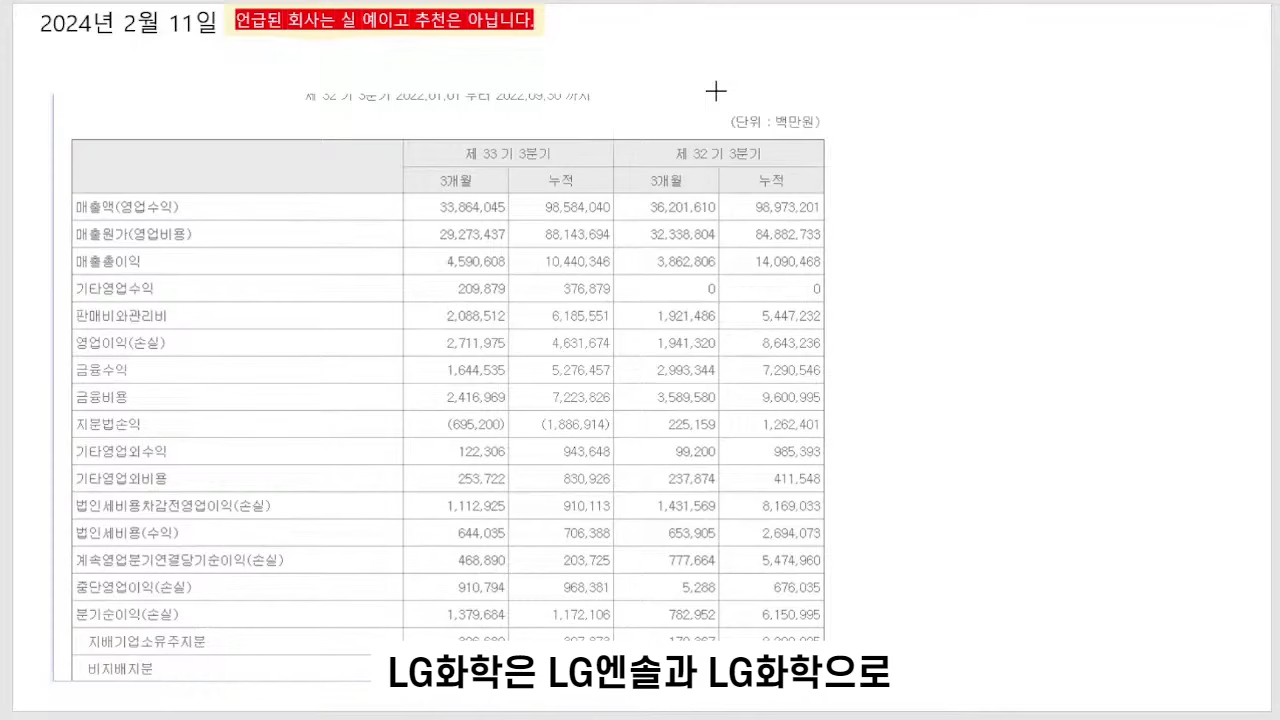 2024년 2월 11일 언급된 회사는 실 예이고 추천은 아닙니다.
제 32 기 3분기 2022.01.01 부터 2022.09.30 까지
(단위 : 백만원)
제 33 기 3분기 제 32 기 3분기
3개월 누적 3개월 누적
매출액(영업수익) 33,864,045 98,584,040 36,201,610 98,973,201
매출원가(영업비용) 29,273,437 88,143,694 32,338,804 84,882,733
매출총이익 4,590,608 10,440,346 3,862,806 14,090,468
기타영업수익 209,879 376,879 0 0
판매비와관리비 2,088,512 6,185,551 1,921,486 5,447,232
영업이익(손실) 2,711,975 4,631,674 1,941,320 8,643,236
금융수익 1,644,535 5,276,457 2,993,344 7,290,546
금융비용 2,416,969 7,223,826 3,589,580 9,600,995
지분법손익 (695,200) (1,886,914) 225,159 1,262,401
기타영업외수익 122,306 943,648 99,200 985,393
기타영업외비용 253,722 830,926 237,874 411,548
법인세비용차감전영업이익(손실) 1,112,925 910,113 1,431,569 8,169,033
법인세비용(수익) 644,035 706,388 653,905 2,694,073
계속영업분기연결당기순이익(손실) 468,890 203,725 777,664 5,474,960
중단영업이익(손실) 910,794 968,381 5,288 676,035
분기순이익(손실) 1,379,684 1,172,106 782,952 6,150,995
지배기업소유주지분
비지배지분
LG화학은 LG엔솔과 LG화학으로